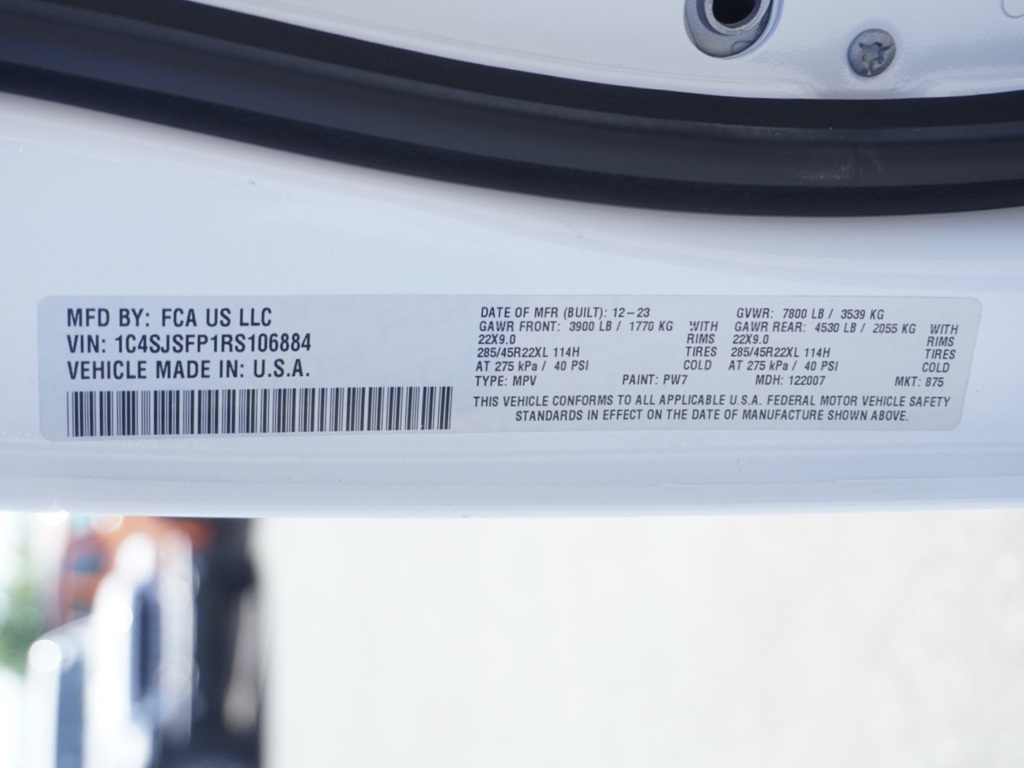 MFD BY: FCA US LLC
VIN: 1C4SJSFP1RS106884
VEHICLE MADE IN: U.S.A.
DATE OF MFR (BUILT): 12-23 GVWR: 7800 LB / 3539 KG
GAWR FRONT: 3900 LB / 1770 KG WITH GAWR REAR: 4530 LB / 2055 KG WITH
22X9.0 RIMS 22X9.0 RIMS
285/45R22XL 114H TIRES 285/45R22XL 114H TIRES
AT 275 kPa / 40 PSI COLD AT 275 kPa / 40 PSI COLD
TYPE: MPV PAINT: PW7 MDH: 122007 MKT: 875
THIS VEHICLE CONFORMS TO ALL APPLICABLE U.S.A. FEDERAL MOTOR VEHICLE SAFETY
STANDARDS IN EFFECT ON THE DATE OF MANUFACTURE SHOWN ABOVE.